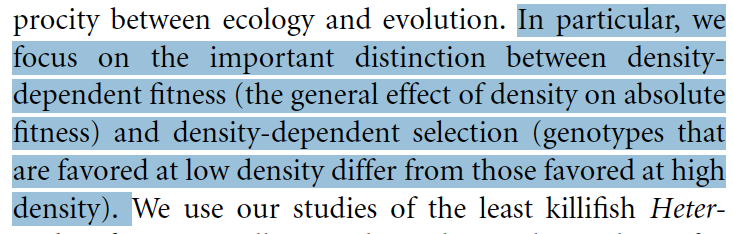 procity between ecology and evolution. In particular, we
focus on the important distinction between density-
dependent fitness (the general effect of density on absolute
fitness) and density-dependent selection (genotypes that
are favored at low density differ from those favored at high
density). We use our studies of the least killifish Heter-